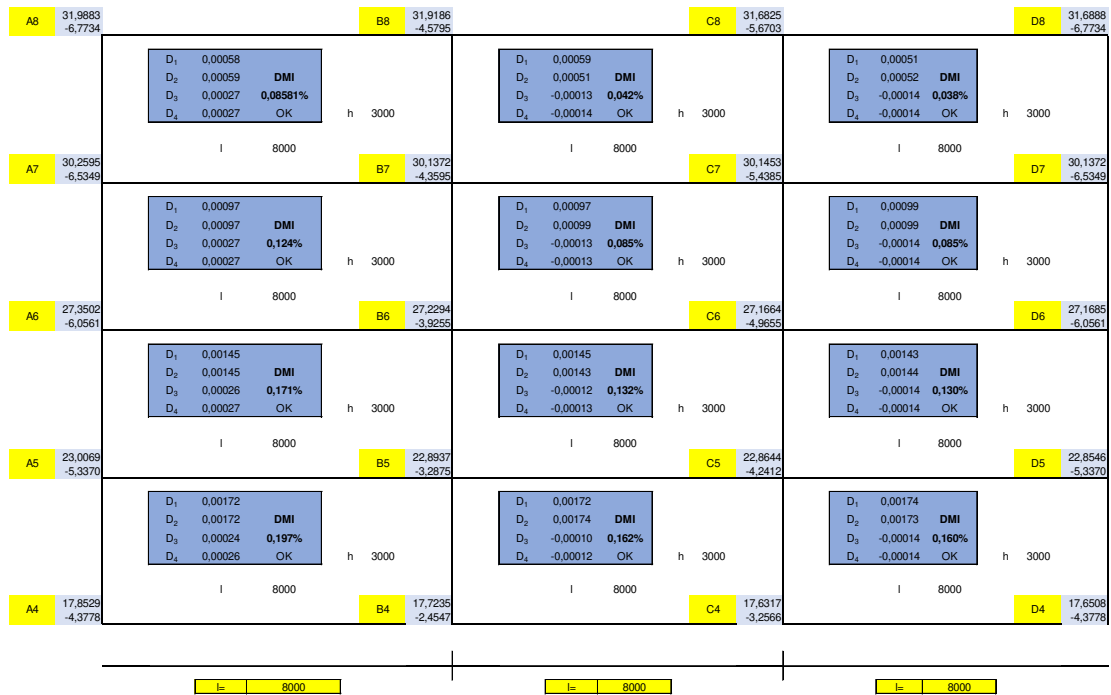 A8 31,9883 B8 31,9186 C8 31,6825 D8 31,6888
-6,7734 -4,5795 -5,6703 -6,7734
D₁ 0,00058 D₁ 0,00059 D₁ 0,00051
D₂ 0,00059 DMI D₂ 0,00051 DMI D₂ 0,00052 DMI
D₃ 0,00027 0,08581% D₃ -0,00013 0,042% D₃ -0,00014 0,038%
D₄ 0,00027 OK h 3000 D₄ -0,00014 OK h 3000 D₄ -0,00014 OK h 3000
l 8000 l 8000 l 8000
A7 30,2595 B7 30,1372 C7 30,1453 D7 30,1372
-6,5349 -4,3595 -5,4385 -6,5349
D₁ 0,00097 D₁ 0,00097 D₁ 0,00099
D₂ 0,00097 DMI D₂ 0,00099 DMI D₂ 0,00099 DMI
D₃ 0,00027 0,124% D₃ -0,00013 0,085% D₃ -0,00014 0,085%
D₄ 0,00027 OK h 3000 D₄ -0,00013 OK h 3000 D₄ -0,00014 OK h 3000
l 8000 l 8000 l 8000
A6 27,3502 B6 27,2294 C6 27,1664 D6 27,1685
-6,0561 -3,9255 -4,9655 -6,0561
D₁ 0,00145 D₁ 0,00145 D₁ 0,00143
D₂ 0,00145 DMI D₂ 0,00143 DMI D₂ 0,00144 DMI
D₃ 0,00026 0,171% D₃ -0,00012 0,132% D₃ -0,00014 0,130%
D₄ 0,00027 OK h 3000 D₄ -0,00013 OK h 3000 D₄ -0,00014 OK h 3000
l 8000 l 8000 l 8000
A5 23,0069 B5 22,8937 C5 22,8644 D5 22,8546
-5,3370 -3,2875 -4,2412 -5,3370
D₁ 0,00172 D₁ 0,00172 D₁ 0,00174
D₂ 0,00172 DMI D₂ 0,00174 DMI D₂ 0,00173 DMI
D₃ 0,00024 0,197% D₃ -0,00010 0,162% D₃ -0,00014 0,160%
D₄ 0,00026 OK h 3000 D₄ -0,00012 OK h 3000 D₄ -0,00014 OK h 3000
l 8000 l 8000 l 8000
A4 17,8529 B4 17,7235 C4 17,6317 D4 17,6508
-4,3778 -2,4547 -3,2566 -4,3778
l= 8000 l= 8000 l= 8000